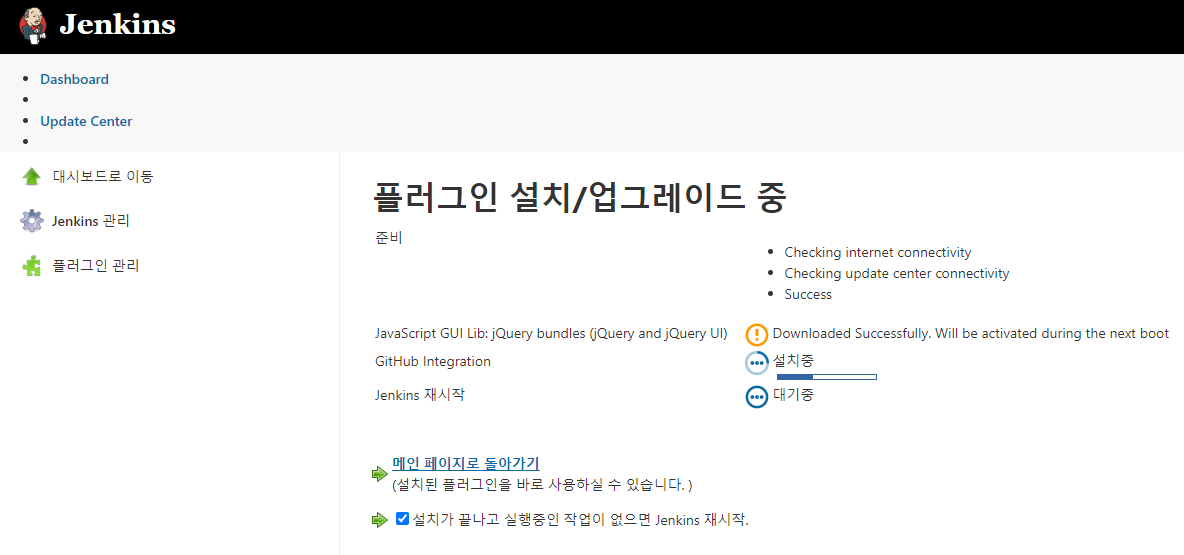 Jenkins
Dashboard
Update Center
대시보드로 이동
Jenkins 관리
플러그인 관리
플러그인 설치/업그레이드 중
준비
Checking internet connectivity
Checking update center connectivity
Success
JavaScript GUI Lib: jQuery bundles (jQuery and jQuery UI) Downloaded Successfully. Will be activated during the next boot
GitHub Integration 설치중
Jenkins 재시작 대기중
메인 페이지로 돌아가기
(설치된 플러그인을 바로 사용하실 수 있습니다. )
설치가 끝나고 실행중인 작업이 없으면 Jenkins 재시작.